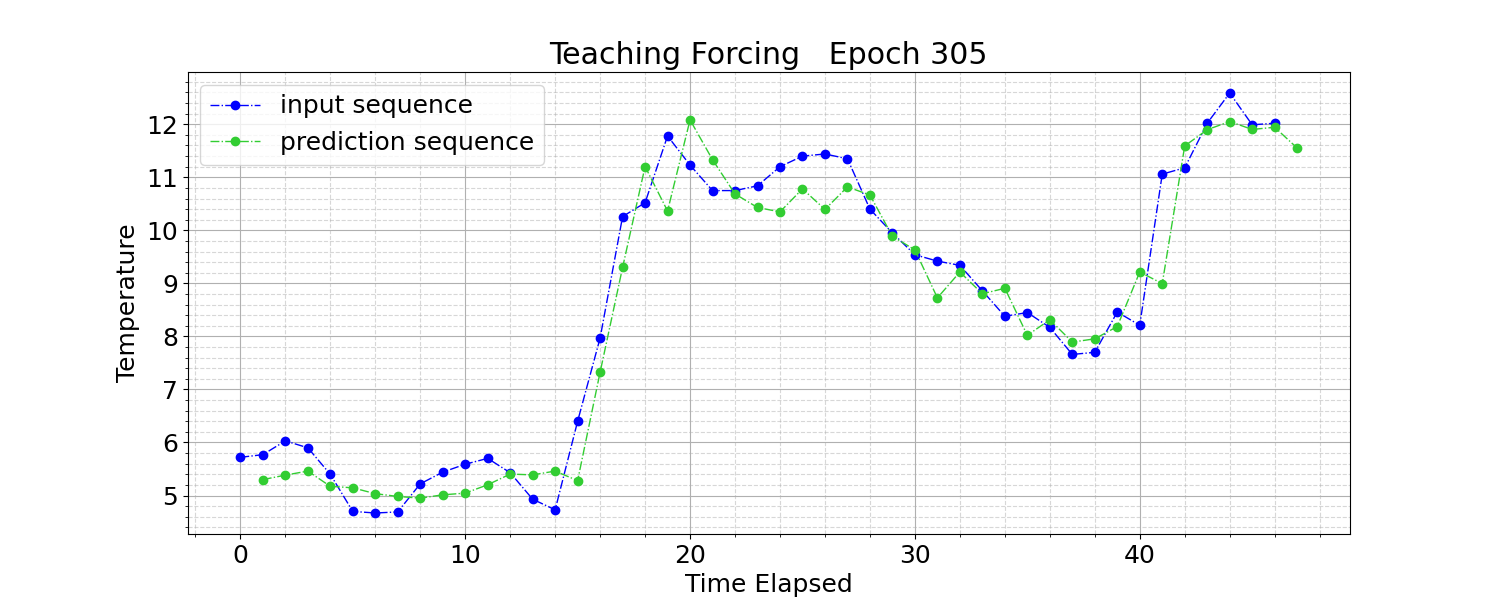 Teaching Forcing   Epoch 305
input sequence
prediction sequence
12
11
10
9
8
7
6
5
Temperature
0 10 20 30 40
Time Elapsed